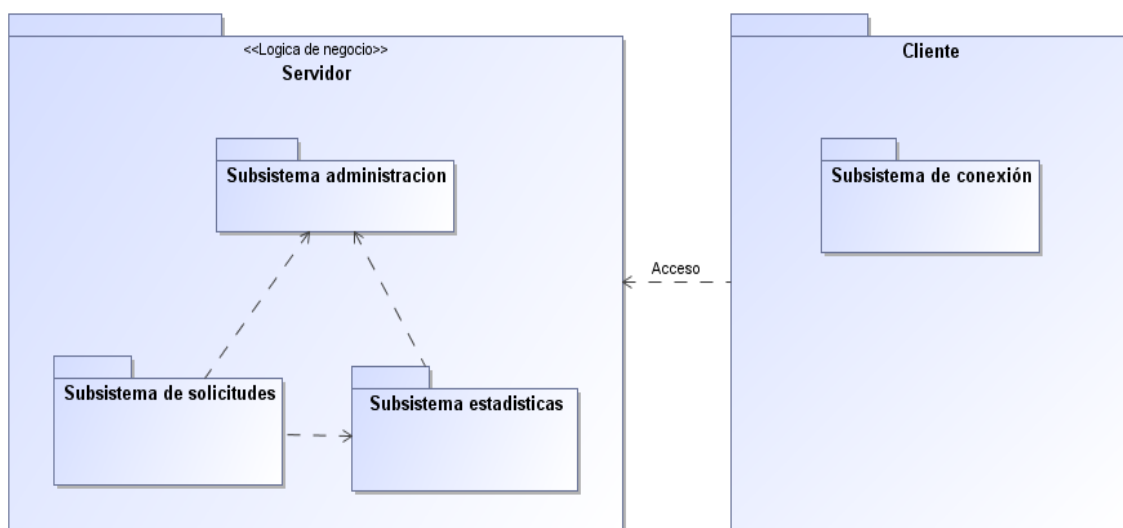 <<Logica de negocio>>
Servidor
Subsistema administracion
Subsistema de solicitudes
Subsistema estadisticas
Acceso
Cliente
Subsistema de conexión